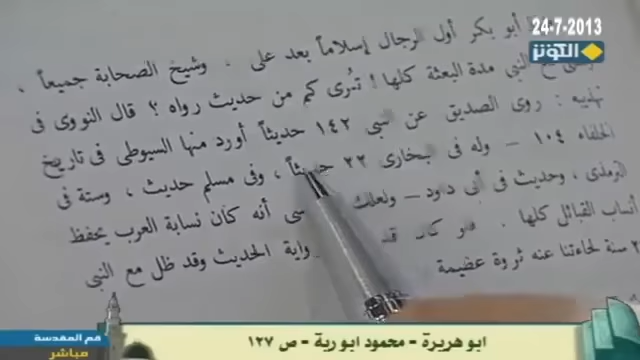 24-7-2013
الكوثر
أبو بكر أول الرجال إسلاماً بعد على ، وشيخ الصحابة جميعاً ،
النبي مدة البعثة كلها ! تُرى كم من حديث رواه ؟ قال النووى فى
تهذيبه : روى الصديق عن النبى ١٤٢ حديثاً أورد منها السيوطى فى تاريخ
الخلفاء ١٠٤ – وله فى البخارى ٢٢ حديثاً ، وفى مسلم حديث ، وستة فى
الترمذى ، وحديث فى أبى داود – ولعلك أنه كان نسابة العرب يحفظ
أنساب القبائل كلها . الحديث وقد ظل مع النبى
سنة لجاءتنا عنه ثروة عظيمة
قم المقدسة
مباشر
ابو هريرة - محمود ابو رية - ص ١٢٧